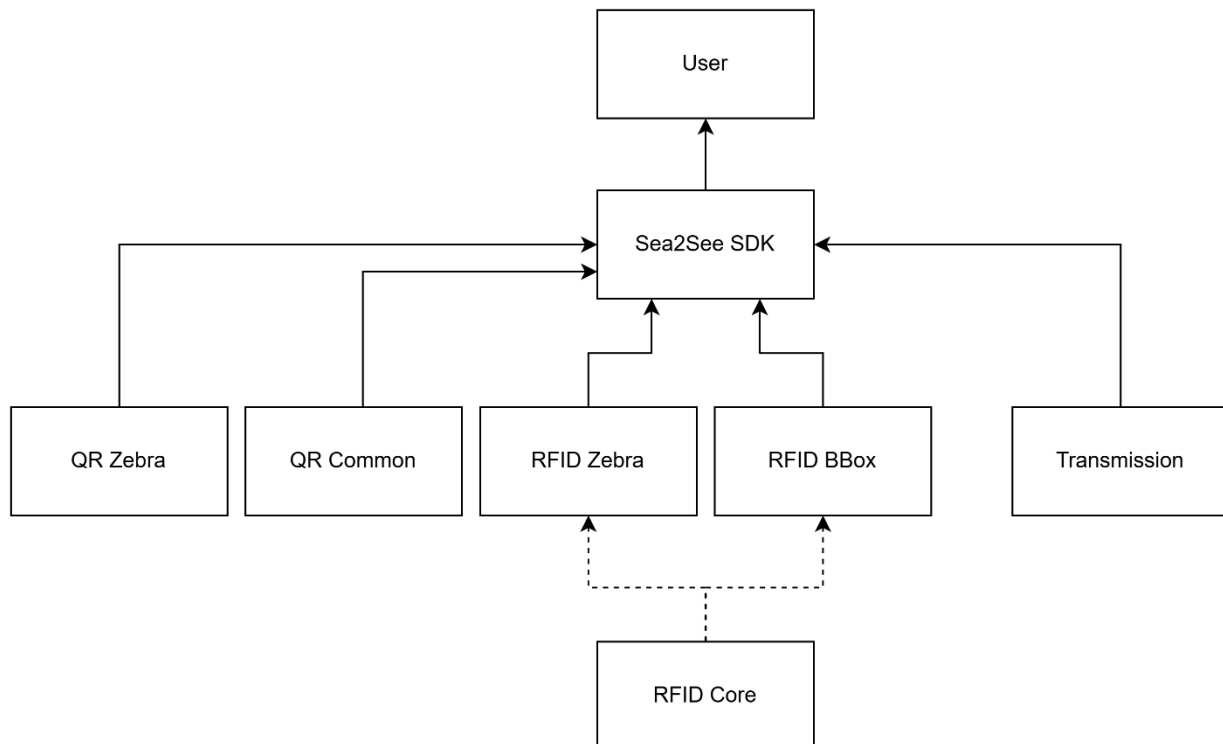 User
Sea2See SDK
QR Zebra
QR Common
RFID Zebra
RFID BBox
Transmission
RFID Core